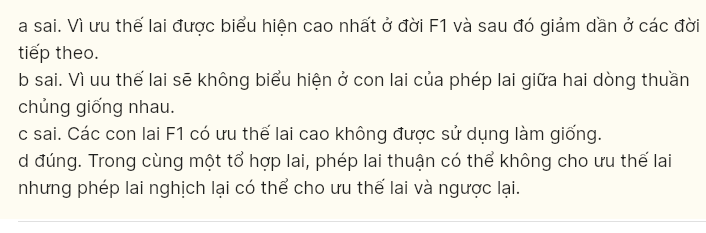 a sai. Vì ưu thế lai được biểu hiện cao nhất ở đời F1 và sau đó giảm dần ở các đời
tiếp theo.
b sai. Vì uu thế lai sẽ không biểu hiện ở con lai của phép lai giữa hai dòng thuần
chủng giống nhau.
c sai. Các con lai F1 có ưu thế lai cao không được sử dụng làm giống.
d đúng. Trong cùng một tổ hợp lai, phép lai thuận có thể không cho ưu thế lai
nhưng phép lai nghịch lại có thể cho ưu thế lai và ngược lại.